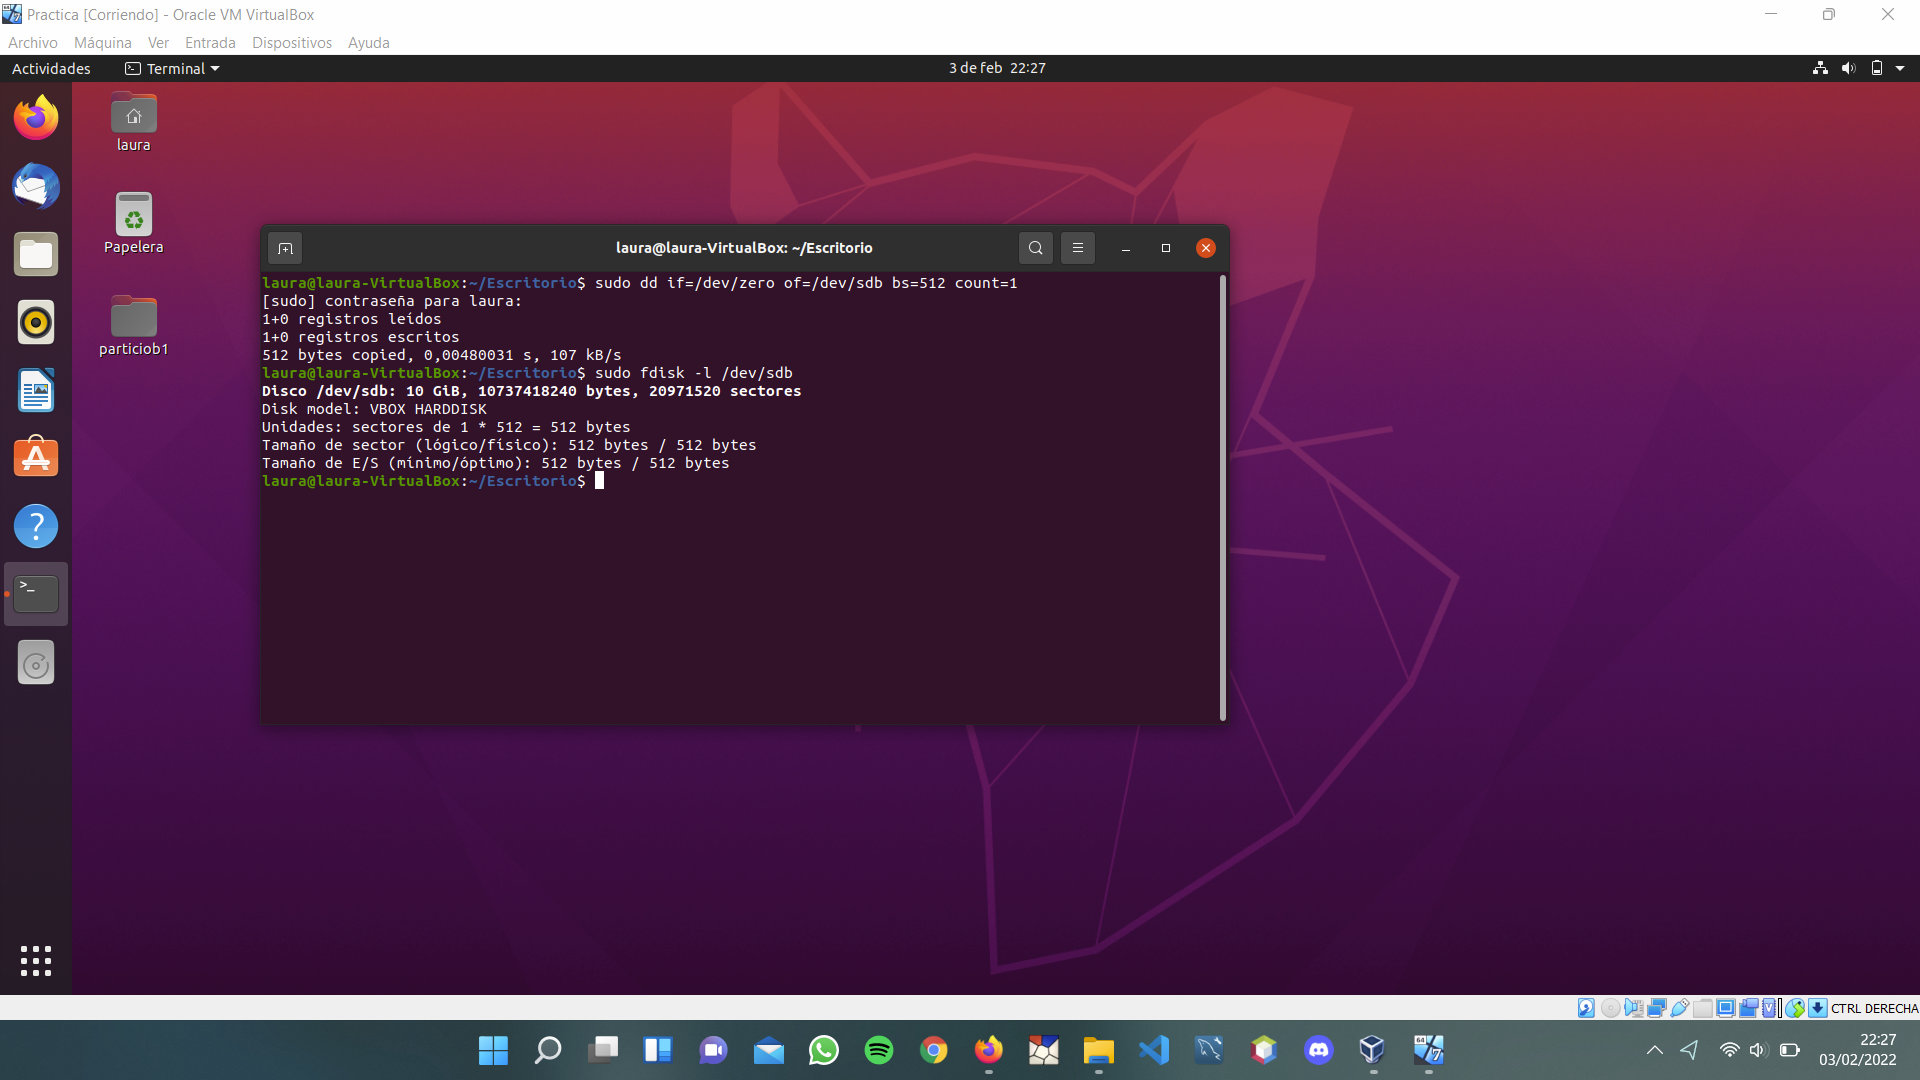 Practica [Corriendo] - Oracle VM VirtualBox
Archivo Máquina Ver Entrada Dispositivos Ayuda
Actividades Terminal 3 de feb 22:27
laura
Papelera
particiob1
laura@laura-VirtualBox: ~/Escritorio
laura@laura-VirtualBox:~/Escritorio$ sudo dd if=/dev/zero of=/dev/sdb bs=512 count=1
[sudo] contraseña para laura:
1+0 registros leídos
1+0 registros escritos
512 bytes copied, 0,00480031 s, 107 kB/s
laura@laura-VirtualBox:~/Escritorio$ sudo fdisk -l /dev/sdb
Disco /dev/sdb: 10 GiB, 10737418240 bytes, 20971520 sectores
Disk model: VBOX HARDDISK
Unidades: sectores de 1 * 512 = 512 bytes
Tamaño de sector (lógico/físico): 512 bytes / 512 bytes
Tamaño de E/S (mínimo/óptimo): 512 bytes / 512 bytes
laura@laura-VirtualBox:~/Escritorio$
CTRL DERECHA
22:27
03/02/2022